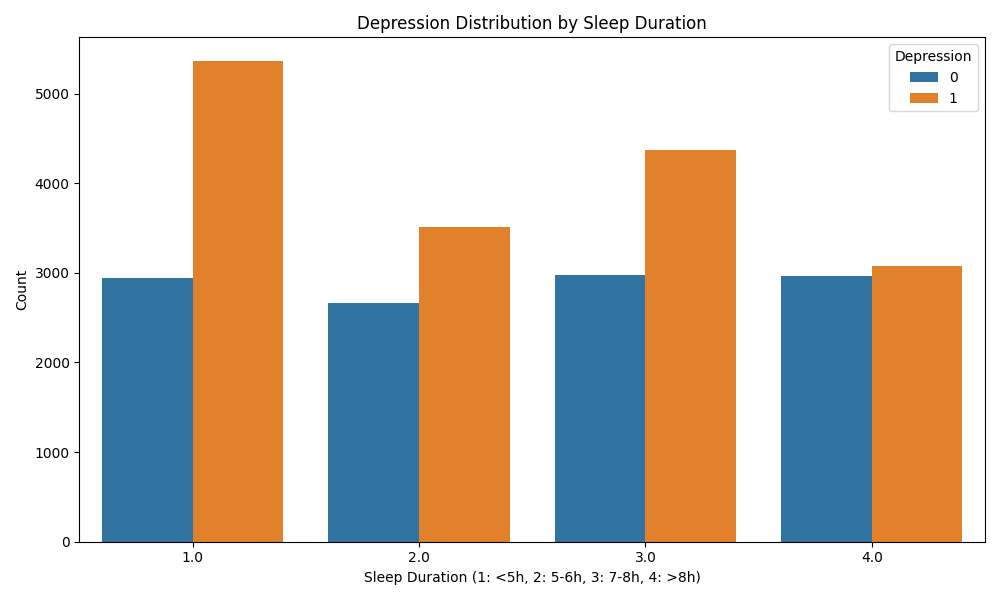 Depression Distribution by Sleep Duration
Depression
0
1
Count
5000
4000
3000
2000
1000
0
1.0 2.0 3.0 4.0
Sleep Duration (1: <5h, 2: 5-6h, 3: 7-8h, 4: >8h)